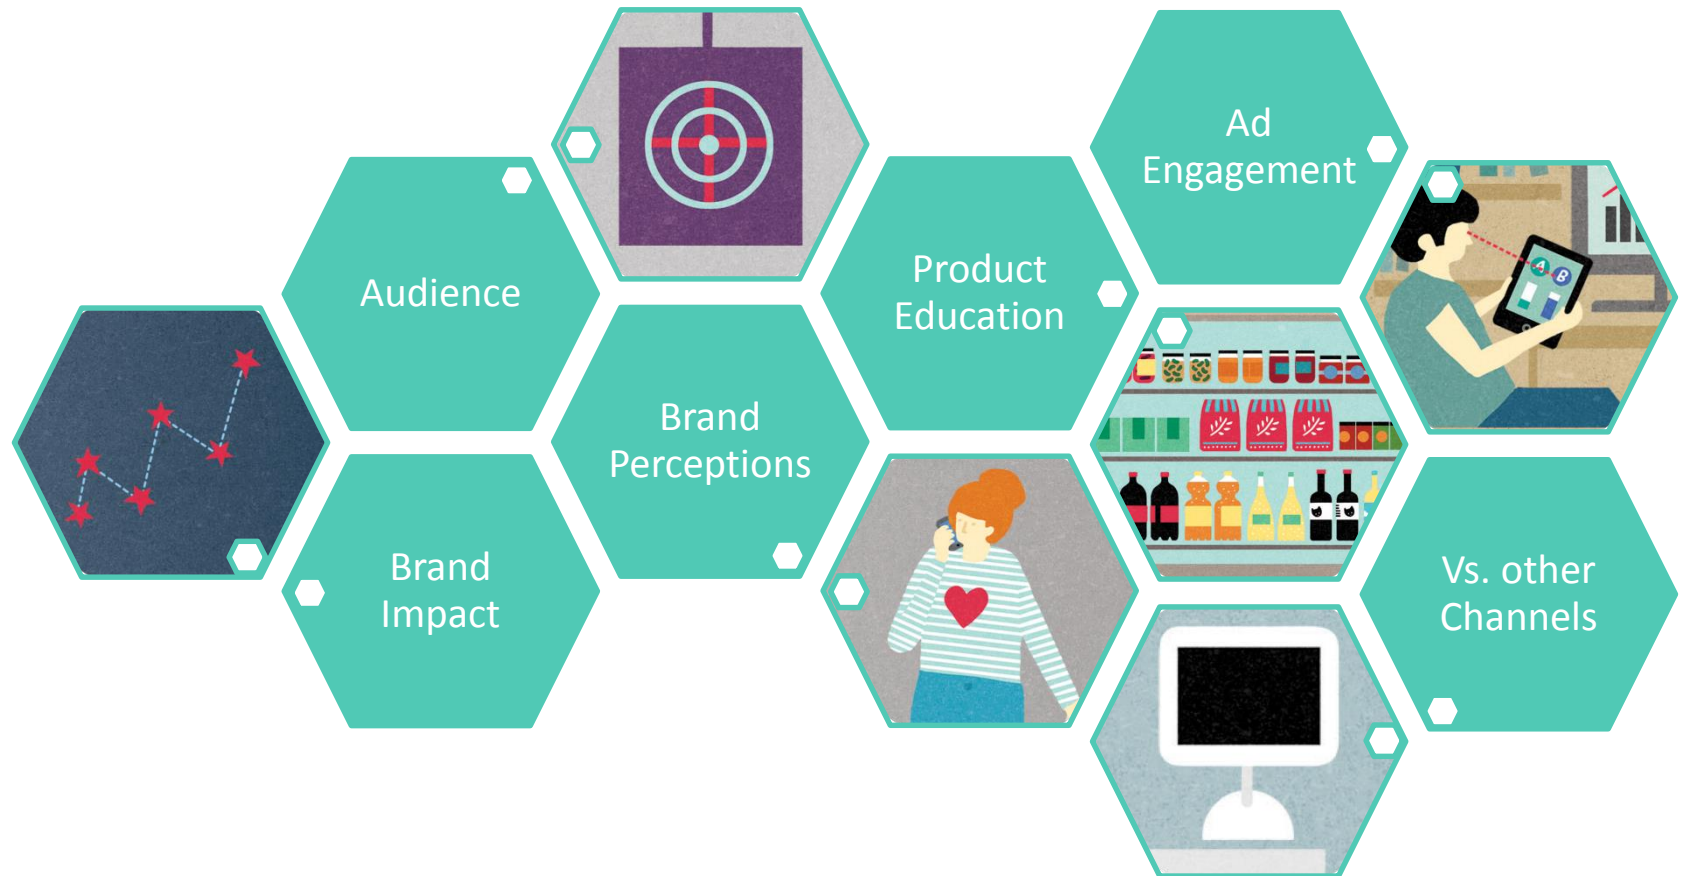 Ad
Engagement
Audience
Product
Education
A
B
Brand
Perceptions
Brand
Impact
Vs. other
Channels